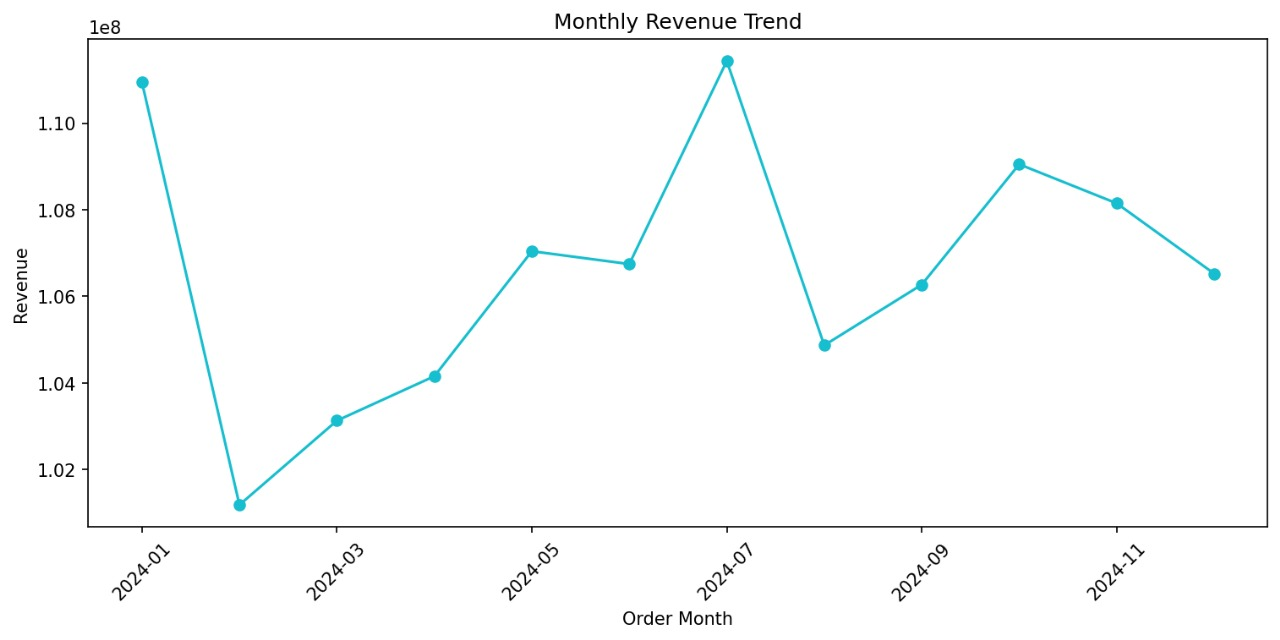 Monthly Revenue Trend
1e8
1.10
1.08
1.06
1.04
1.02
Revenue
2024-01
2024-03
2024-05
2024-07
2024-09
2024-11
Order Month